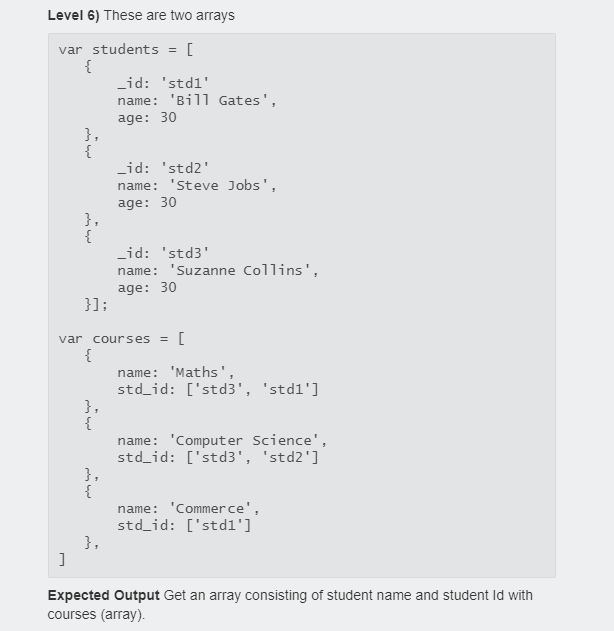 Level 6) These are two arrays
var students = [
{
_id: 'std1'
name: 'Bill Gates',
age: 30
},
{
_id: 'std2'
name: 'Steve Jobs',
age: 30
},
{
_id: 'std3'
name: 'Suzanne Collins',
age: 30
}];
var courses = [
{
name: 'Maths',
std_id: ['std3', 'std1']
},
{
name: 'Computer Science',
std_id: ['std3', 'std2']
},
{
name: 'Commerce',
std_id: ['std1']
},
]
Expected Output Get an array consisting of student name and student Id with
courses (array).